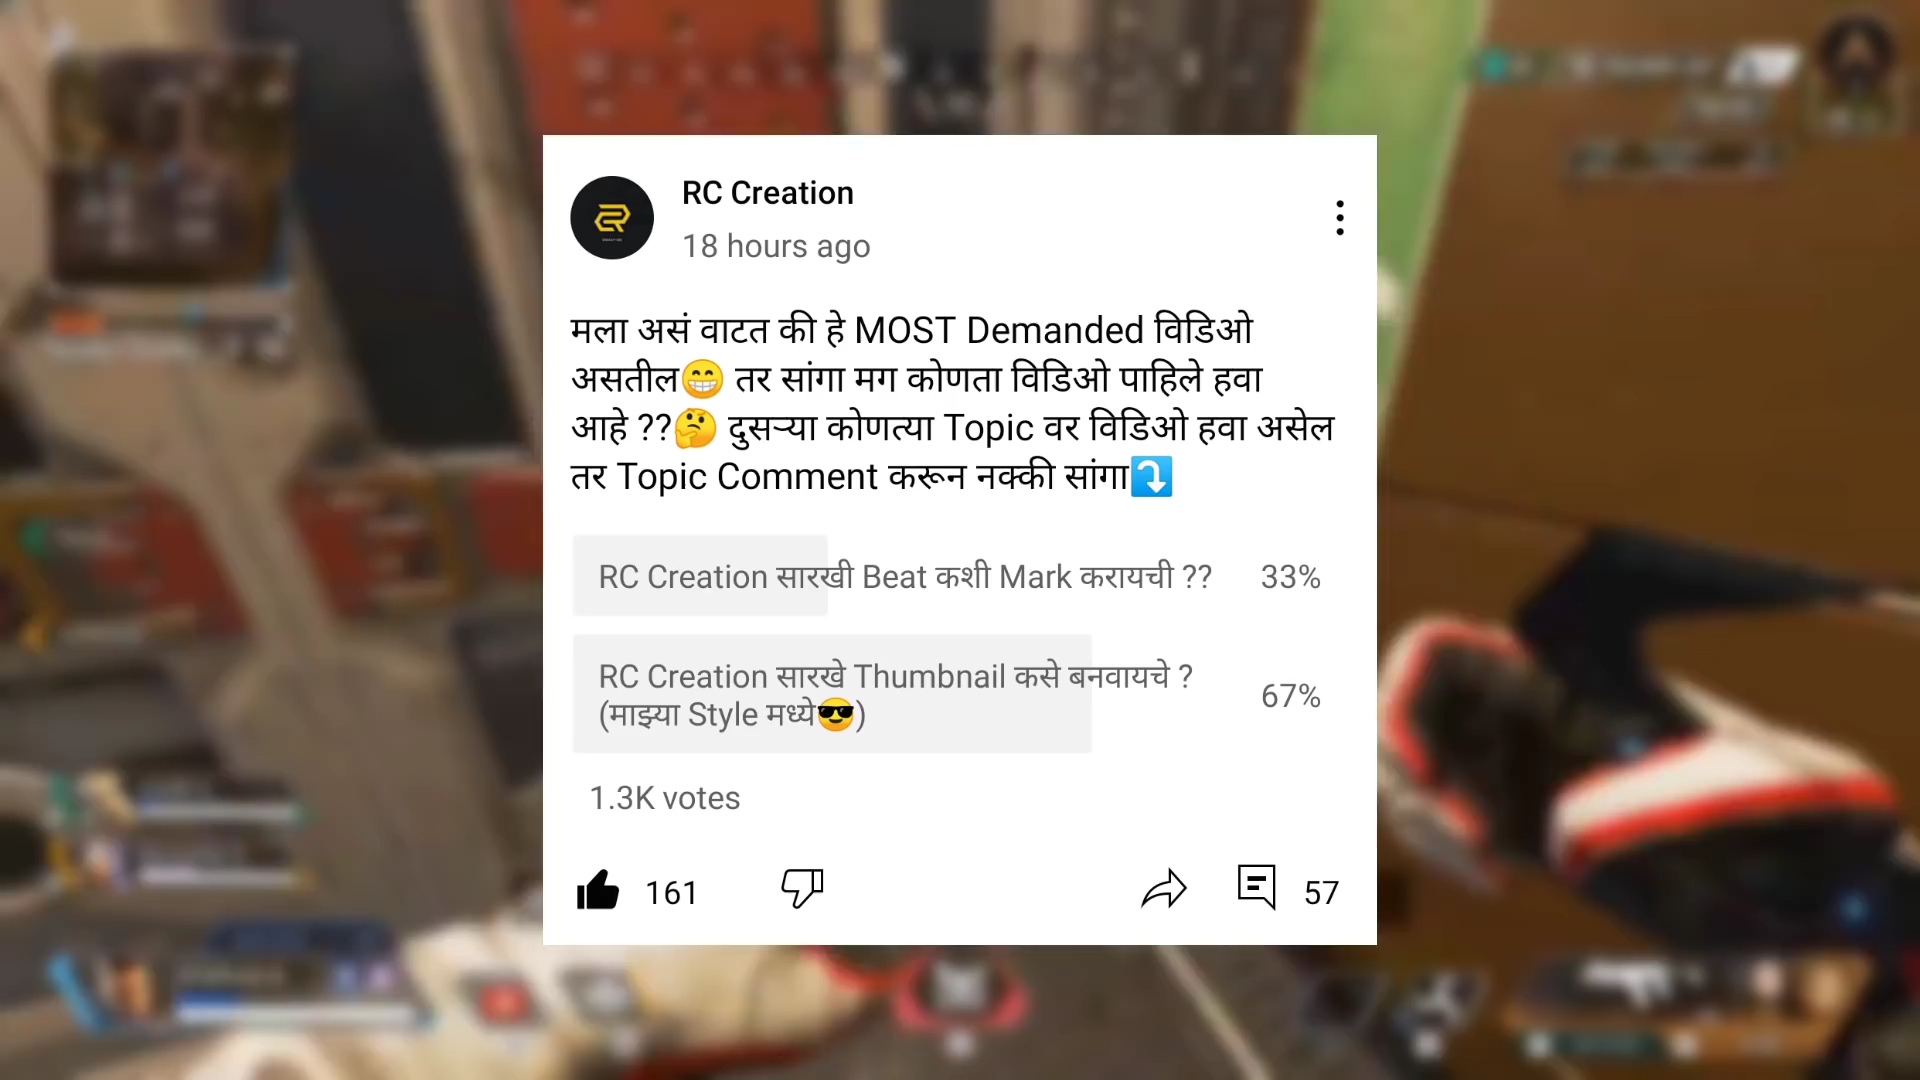 RC Creation
18 hours ago
मला असं वाटत की हे MOST Demanded विडिओ
असतील😁 तर सांगा मग कोणता विडिओ पाहिले हवा
आहे ??🤔 दुसऱ्या कोणत्या Topic वर विडिओ हवा असेल
तर Topic Comment करून नक्की सांगा⤵️
RC Creation सारखी Beat कशी Mark करायची ?? 33%
RC Creation सारखे Thumbnail कसे बनवायचे ?
(माझ्या Style मध्ये😎) 67%
1.3K votes
161 57